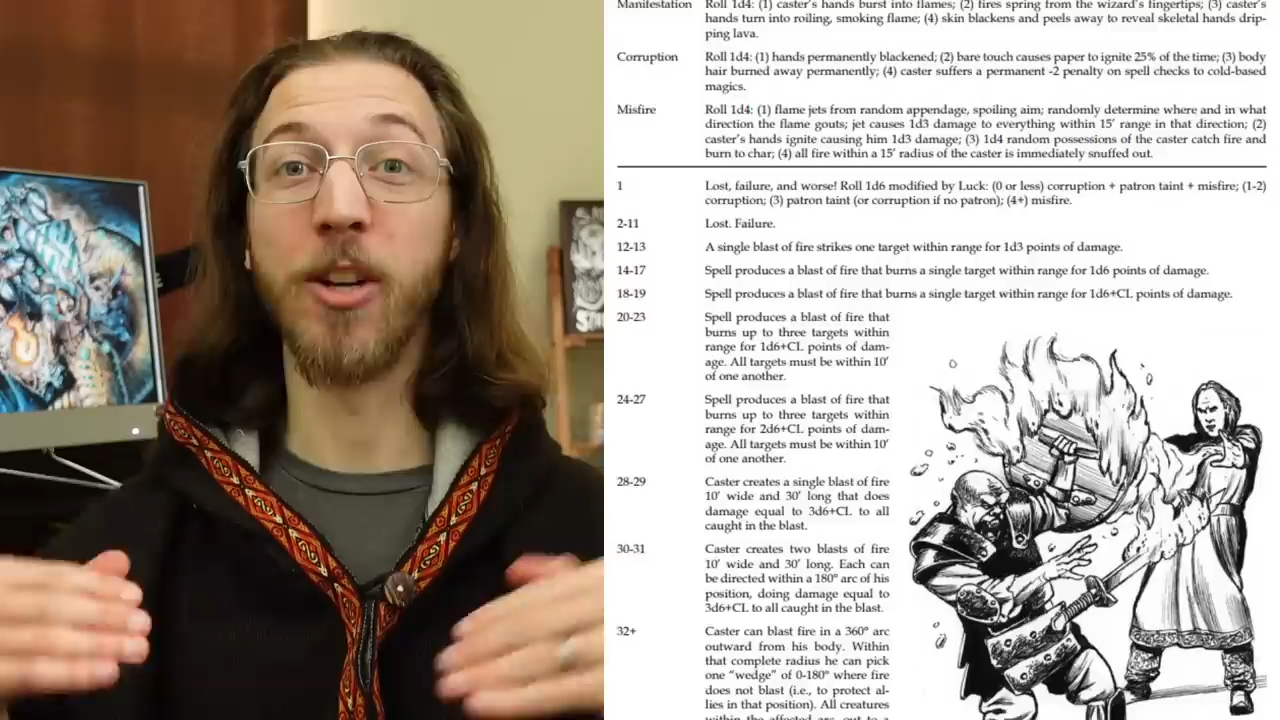 Manifestation Roll 1d4: (1) caster's hands burst into flames; (2) fires spring from the wizard's fingertips; (3) caster's
hands turn into roiling, smoking flame; (4) skin blackens and peels away to reveal skeletal hands drip-
ping lava.
Corruption Roll 1d4: (1) hands permanently blackened; (2) bare touch causes paper to ignite 25% of the time; (3) body
hair burned away permanently; (4) caster suffers a permanent -2 penalty on spell checks to cold-based
magics.
Misfire Roll 1d4: (1) flame jets from random appendage, spoiling aim; randomly determine where and in what
direction the flame gouts; jet causes 1d3 damage to everything within 15' range in that direction; (2)
caster's hands ignite causing him 1d3 damage; (3) 1d4 random possessions of the caster catch fire and
burn to char; (4) all fire within a 15' radius of the caster is immediately snuffed out.
1 Lost, failure, and worse! Roll 1d6 modified by Luck: (0 or less) corruption + patron taint + misfire; (1-2)
corruption; (3) patron taint (or corruption if no patron); (4+) misfire.
2-11 Lost. Failure.
12-13 A single blast of fire strikes one target within range for 1d3 points of damage.
14-17 Spell produces a blast of fire that burns a single target within range for 1d6 points of damage.
18-19 Spell produces a blast of fire that burns a single target within range for 1d6+CL points of damage.
20-23 Spell produces a blast of fire that
burns up to three targets within
range for 1d6+CL points of dam-
age. All targets must be within 10'
of one another.
24-27 Spell produces a blast of fire that
burns up to three targets within
range for 2d6+CL points of dam-
age. All targets must be within 10'
of one another.
28-29 Caster creates a single blast of fire
10' wide and 30' long that does
damage equal to 3d6+CL to all
caught in the blast.
30-31 Caster creates two blasts of fire
10' wide and 30' long. Each can
be directed within a 180° arc of his
position, doing damage equal to
3d6+CL to all caught in the blast.
32+ Caster can blast fire in a 360° arc
outward from his body. Within
that complete radius he can pick
one "wedge" of 0-180° where fire
does not blast (i.e., to protect al-
lies in that position). All creatures
within the affected arc, out to a